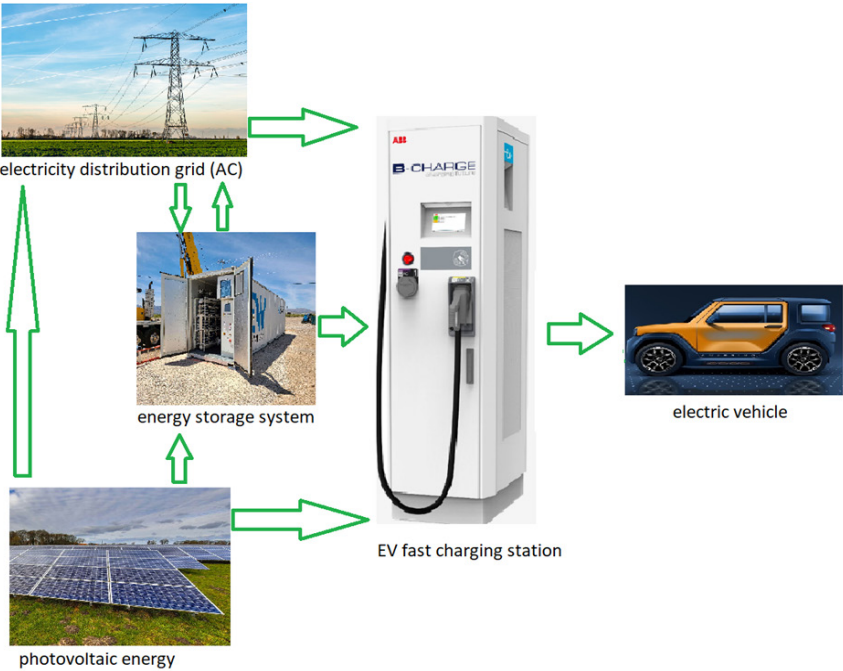 electricity distribution grid (AC)
ABB
B-CHARGE
energy storage system
electric vehicle
EV fast charging station
photovoltaic energy